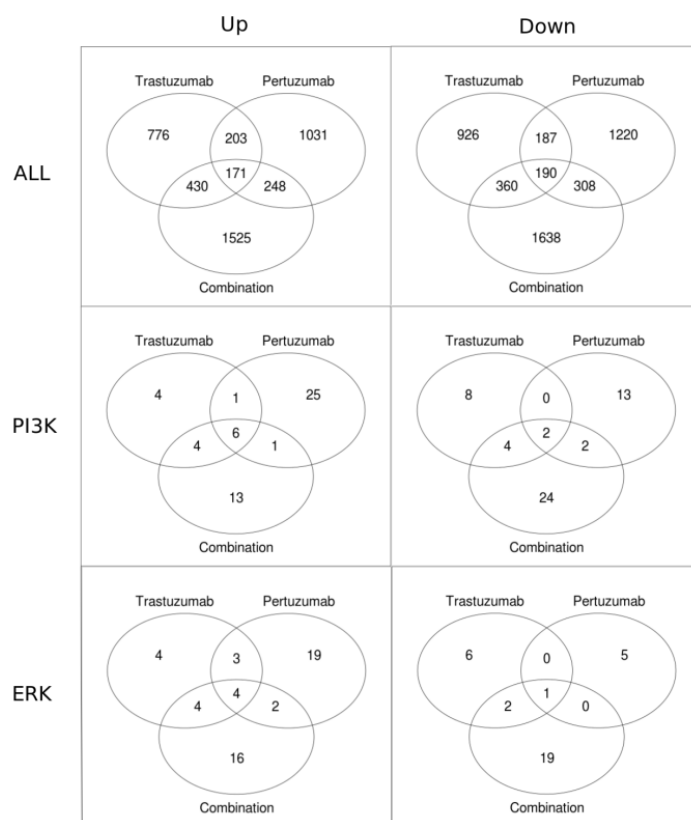 Up Down
Trastuzumab Pertuzumab Trastuzumab Pertuzumab
776 203 1031 926 187 1220
ALL
171 190
430 248 360 308
1525 1638
Combination Combination
Trastuzumab Pertuzumab Trastuzumab Pertuzumab
4 1 25 8 0 13
PI3K
6 2
4 1 4 2
13 24
Combination Combination
Trastuzumab Pertuzumab Trastuzumab Pertuzumab
4 3 19 6 0 5
ERK
4 1
4 2 2 0
16 19
Combination Combination